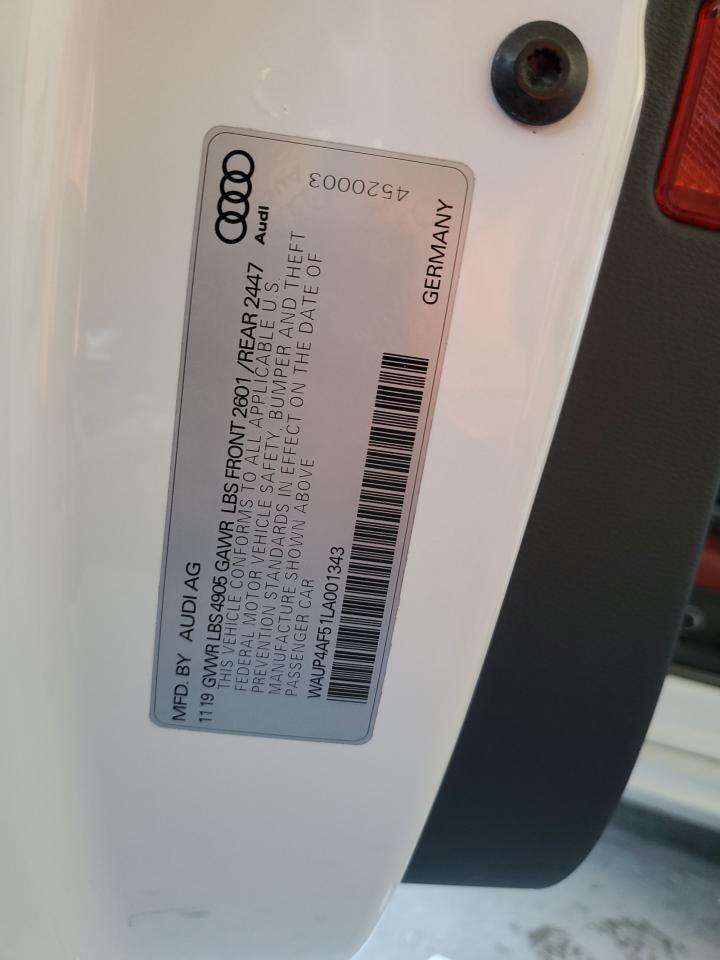 MFD. BY AUDI AG
1119 GVWR LBS 4905 GAWR LBS FRONT 2601 / REAR 2447
THIS VEHICLE CONFORMS TO ALL APPLICABLE U.S.
FEDERAL MOTOR VEHICLE SAFETY, BUMPER AND THEFT
PREVENTION STANDARDS IN EFFECT ON THE DATE OF
MANUFACTURE SHOWN ABOVE
PASSENGER CAR
WAUP4AF51LA001343
Audi
4520003
GERMANY